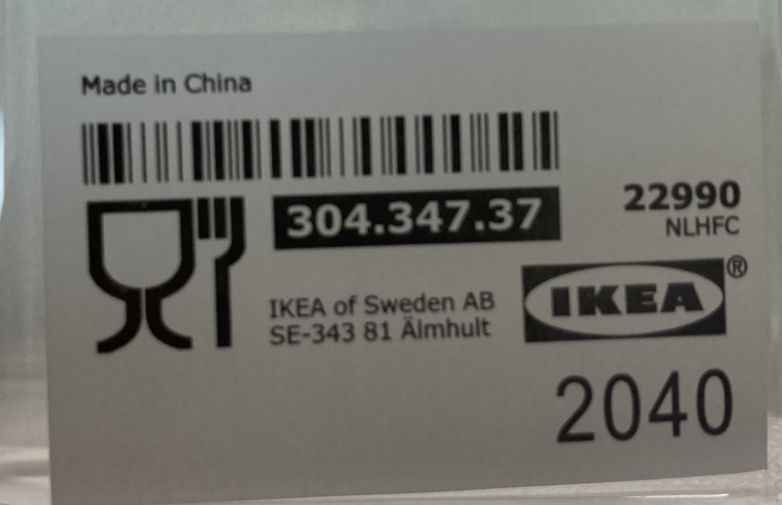 Made in China
304.347.37
22990
NLHFC
IKEA of Sweden AB
SE-343 81 Älmhult
IKEA®
2040